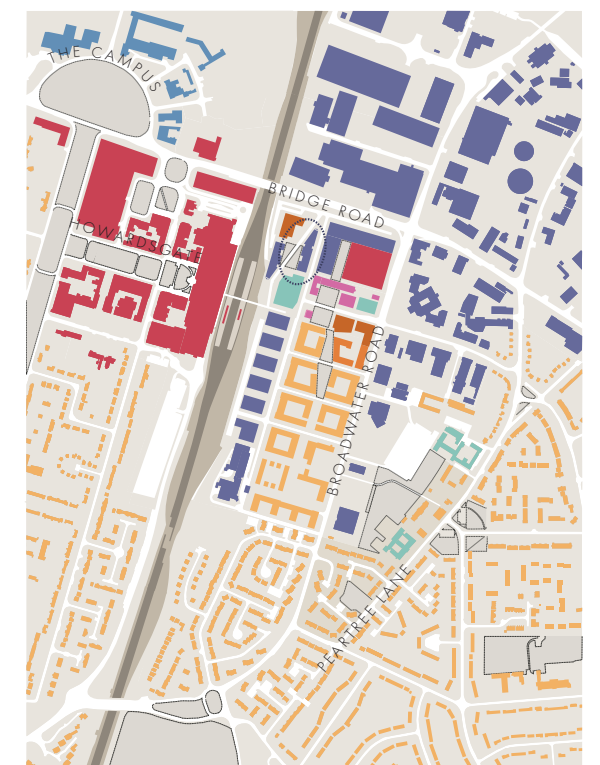 THE CAMPUS
BRIDGE ROAD
HOWARDSGATE
BROADWATER ROAD
PEARTREE LANE